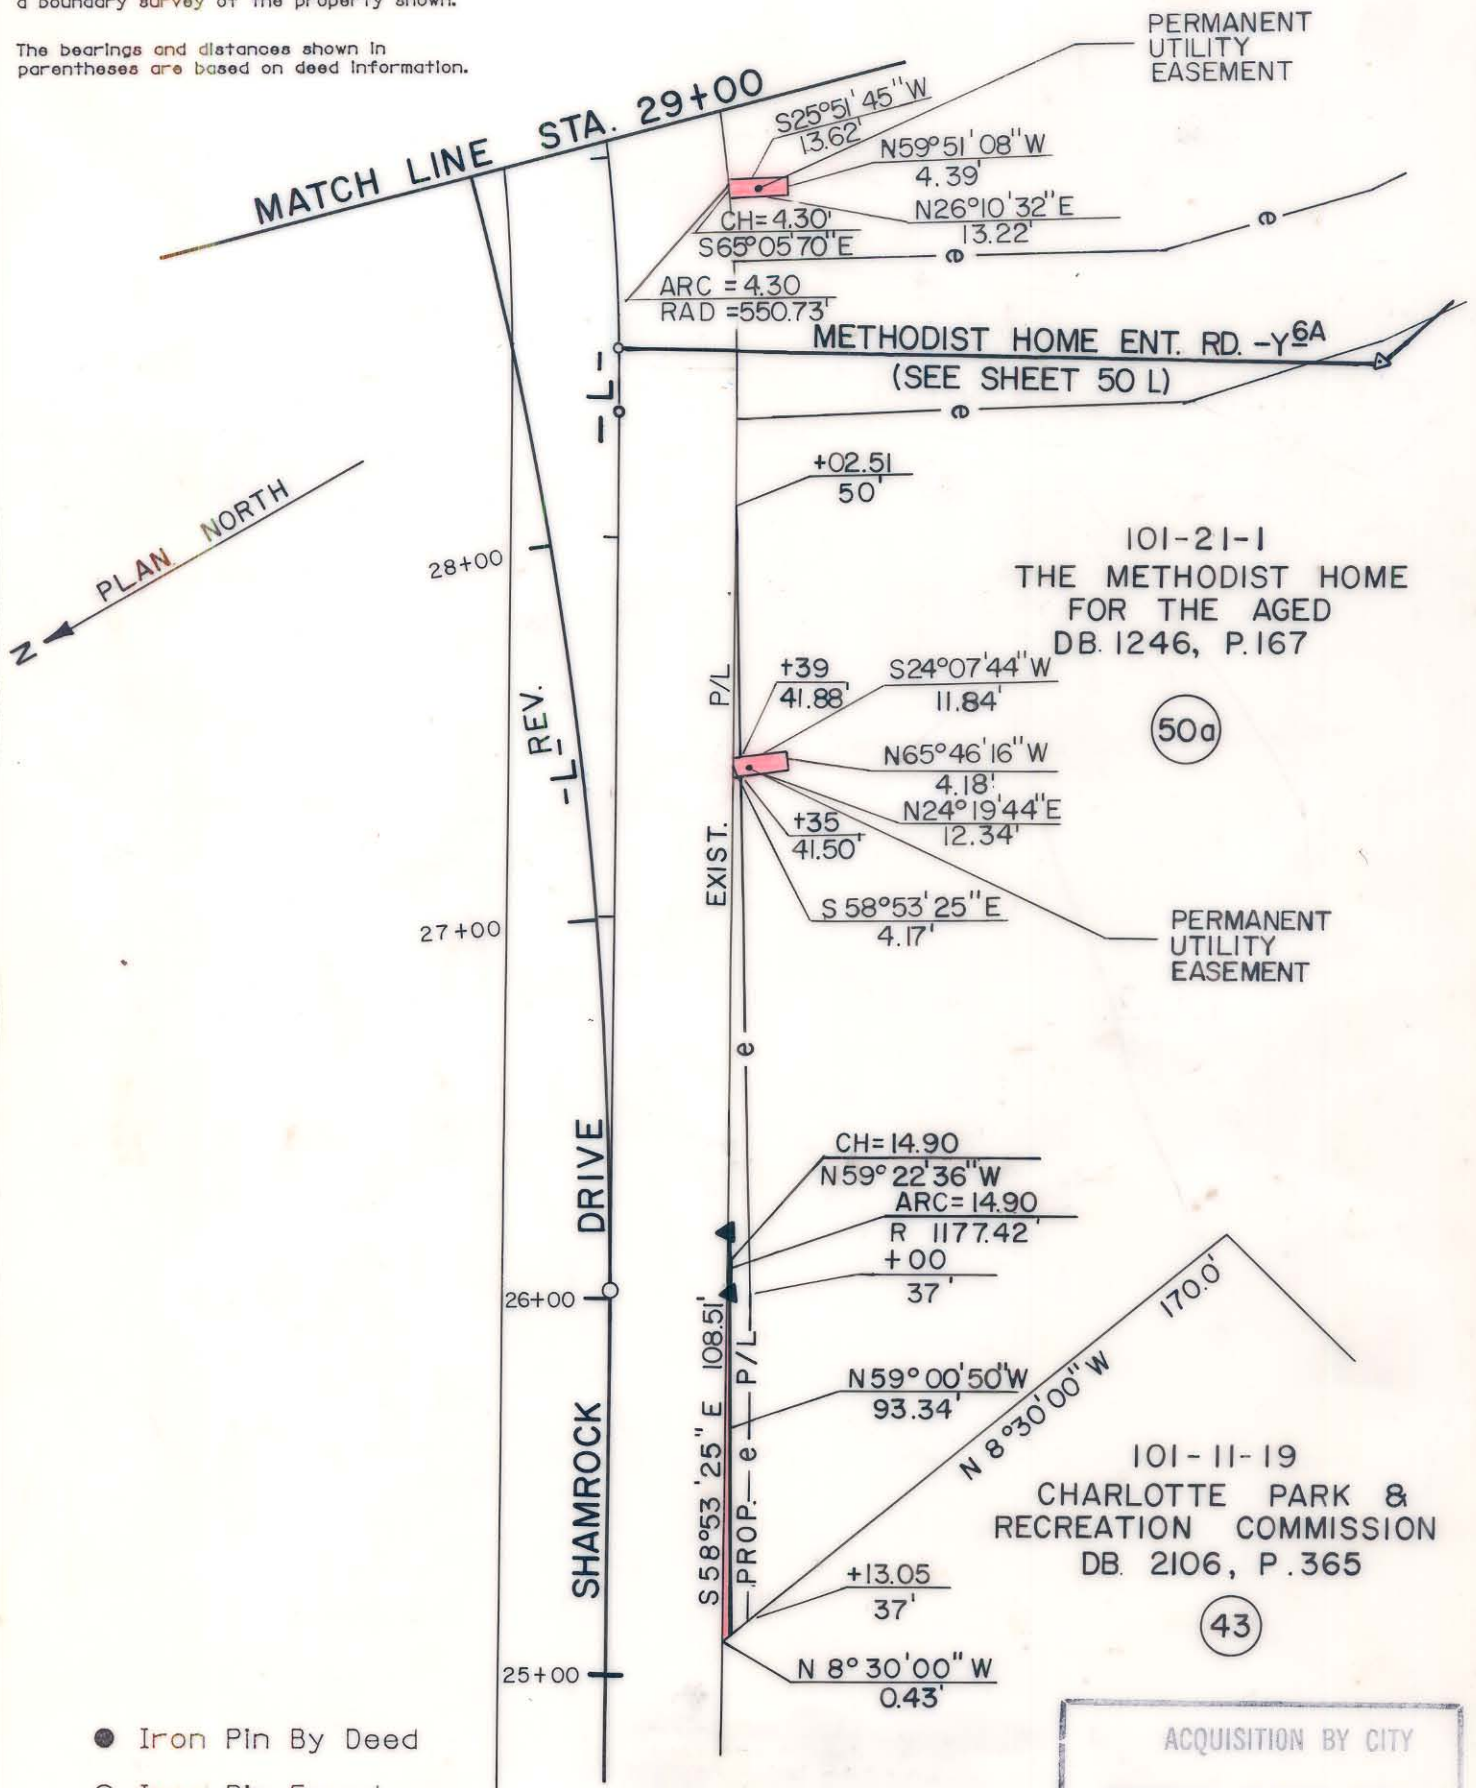 a boundary survey of the property shown.
The bearings and distances shown in
parentheses are based on deed information.
PERMANENT
UTILITY
EASEMENT
MATCH LINE STA. 29+00
S25°51'45"W
13.62'
N59°51'08"W
4.39'
N26°10'32"E
13.22'
CH=4.30'
S65°05'70"E
ARC =4.30
RAD =550.73'
e
e
METHODIST HOME ENT. RD. -Y6A
(SEE SHEET 50 L)
-L-
e
+02.51
50'
PLAN NORTH
N
28+00
101-21-1
THE METHODIST HOME
FOR THE AGED
DB. 1246, P.167
50a
+39
41.88'
S24°07'44"W
11.84'
-L- REV.
EXIST. P/L
N65°46'16"W
4.18'
N24°19'44"E
12.34'
+35
41.50'
S 58°53'25"E
4.17'
27+00
PERMANENT
UTILITY
EASEMENT
e
SHAMROCK DRIVE
CH=14.90
N59°22'36"W
ARC=14.90
R 1177.42'
+00
37'
26+00
S 58°53'25" E 108.51'
PROP. e P/L
170.0'
N 8°30'00" W
N59°00'50"W
93.34'
101-11-19
CHARLOTTE PARK &
RECREATION COMMISSION
DB. 2106, P.365
43
+13.05
37'
N 8°30'00" W
0.43'
25+00
Iron Pin By Deed
ACQUISITION BY CITY